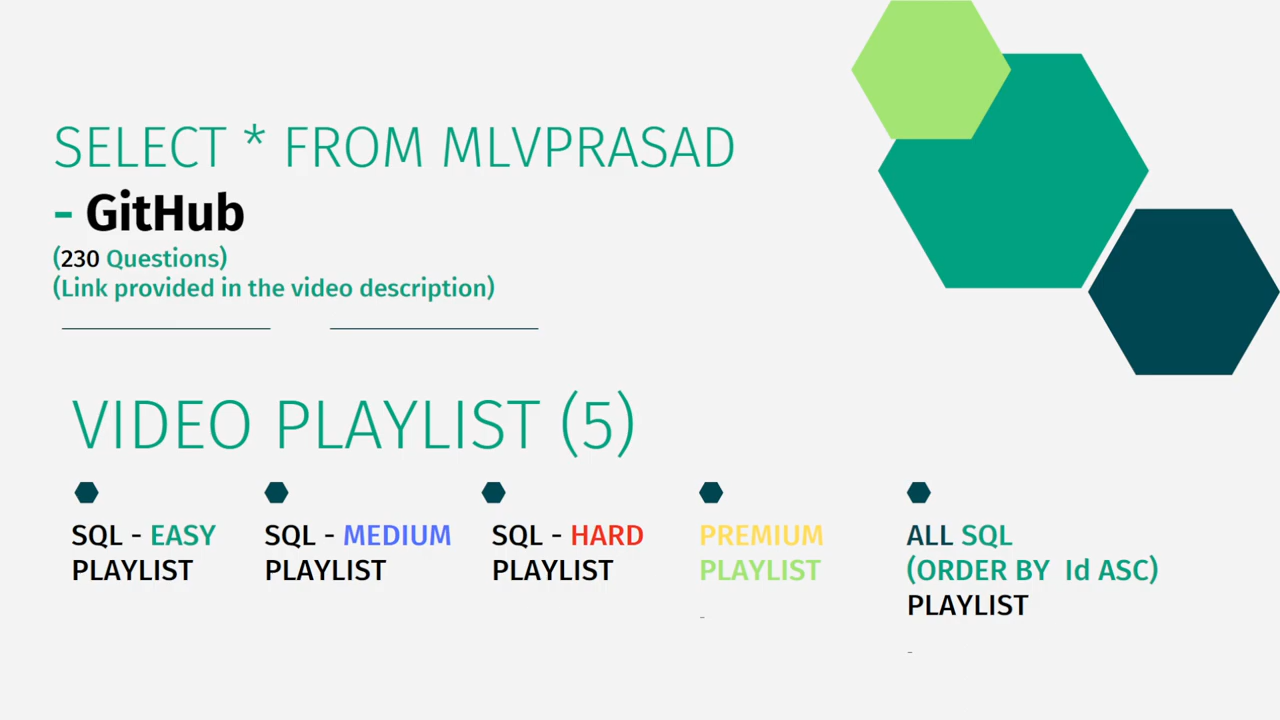 SELECT * FROM MLVPRASAD
- GitHub
(230 Questions)
(Link provided in the video description)
VIDEO PLAYLIST (5)
SQL - EASY
PLAYLIST
SQL - MEDIUM
PLAYLIST
SQL - HARD
PLAYLIST
PREMIUM
PLAYLIST
-
ALL SQL
(ORDER BY Id ASC)
PLAYLIST
-